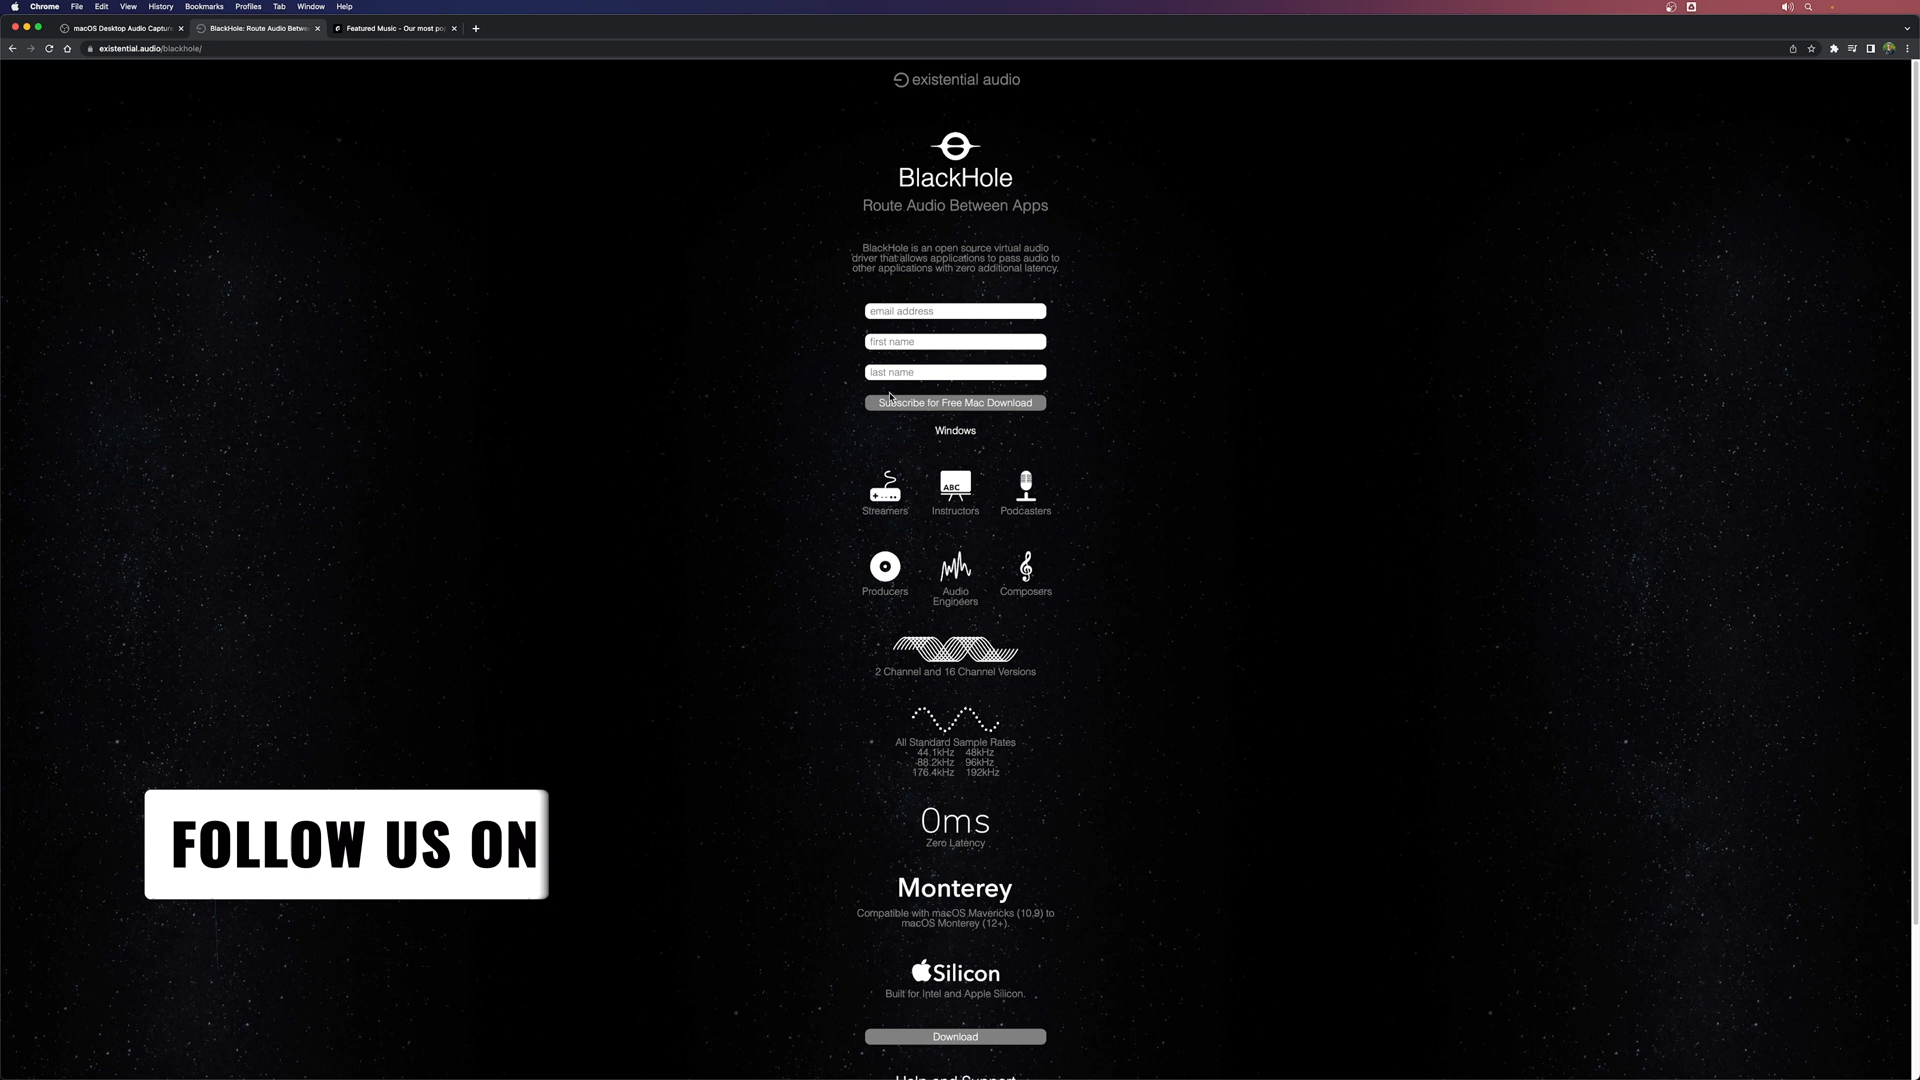 Chrome File Edit View History Bookmarks Profiles Tab Window Help
macOS Desktop Audio Captur
BlackHole: Route Audio Betwe
Featured Music - Our most po
existential.audio/blackhole/
existential audio
BlackHole
Route Audio Between Apps
BlackHole is an open source virtual audio
driver that allows applications to pass audio to
other applications with zero additional latency.
email address
first name
last name
Subscribe for Free Mac Download
Windows
ABC
Streamers Instructors Podcasters
Producers Audio Composers
Engineers
2 Channel and 16 Channel Versions
All Standard Sample Rates
44.1kHz 48kHz
88.2kHz 96kHz
176.4kHz 192kHz
0ms
Zero Latency
FOLLOW US ON
Monterey
Compatible with macOS Mavericks (10.9) to
macOS Monterey (12+).
Silicon
Built for Intel and Apple Silicon.
Download
Help and Support